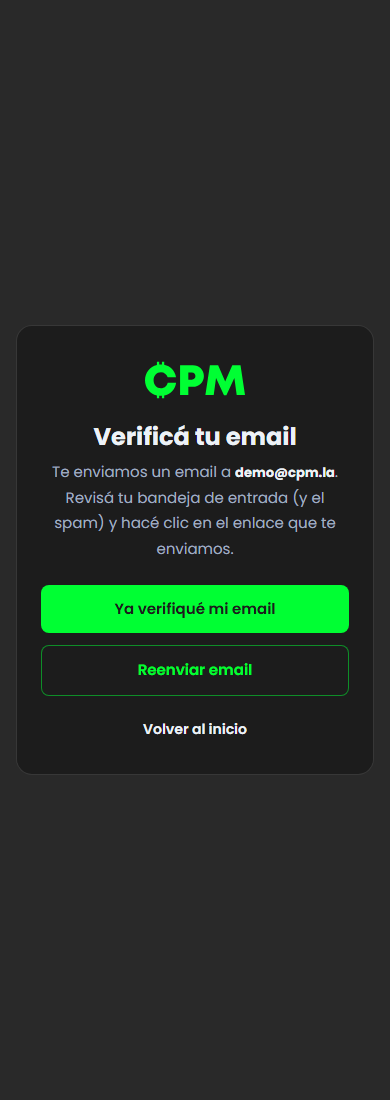 ₵PM
Verificá tu email
Te enviamos un email a demo@cpm.la.
Revisá tu bandeja de entrada (y el
spam) y hacé clic en el enlace que te
enviamos.
Ya verifiqué mi email
Reenviar email
Volver al inicio